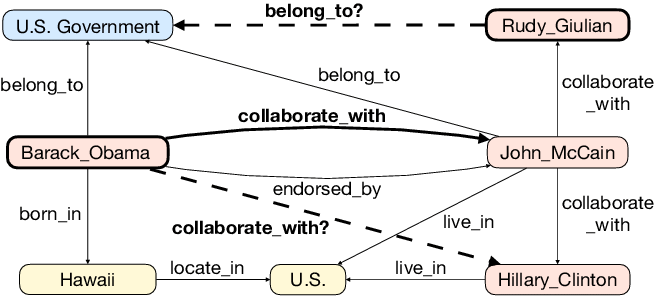 belong_to?
U.S. Government
Rudy_Giulian
belong_to
belong_to
collaborate
_with
collaborate_with
Barack_Obama
John_McCain
endorsed_by
born_in
collaborate_with?
live_in
collaborate
_with
Hawaii
locate_in
U.S.
live_in
Hillary_Clinton